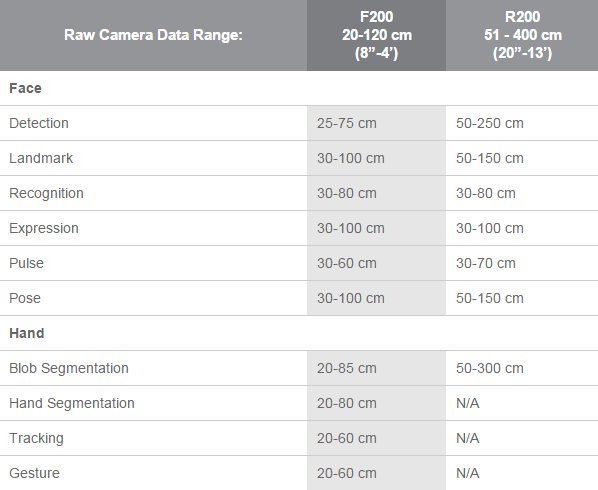 Raw Camera Data Range:
F200
20-120 cm
(8”-4’)
R200
51 - 400 cm
(20”-13’)
Face
Detection 25-75 cm 50-250 cm
Landmark 30-100 cm 50-150 cm
Recognition 30-80 cm 30-80 cm
Expression 30-100 cm 30-100 cm
Pulse 30-60 cm 30-70 cm
Pose 30-100 cm 50-150 cm
Hand
Blob Segmentation 20-85 cm 50-300 cm
Hand Segmentation 20-80 cm N/A
Tracking 20-60 cm N/A
Gesture 20-60 cm N/A